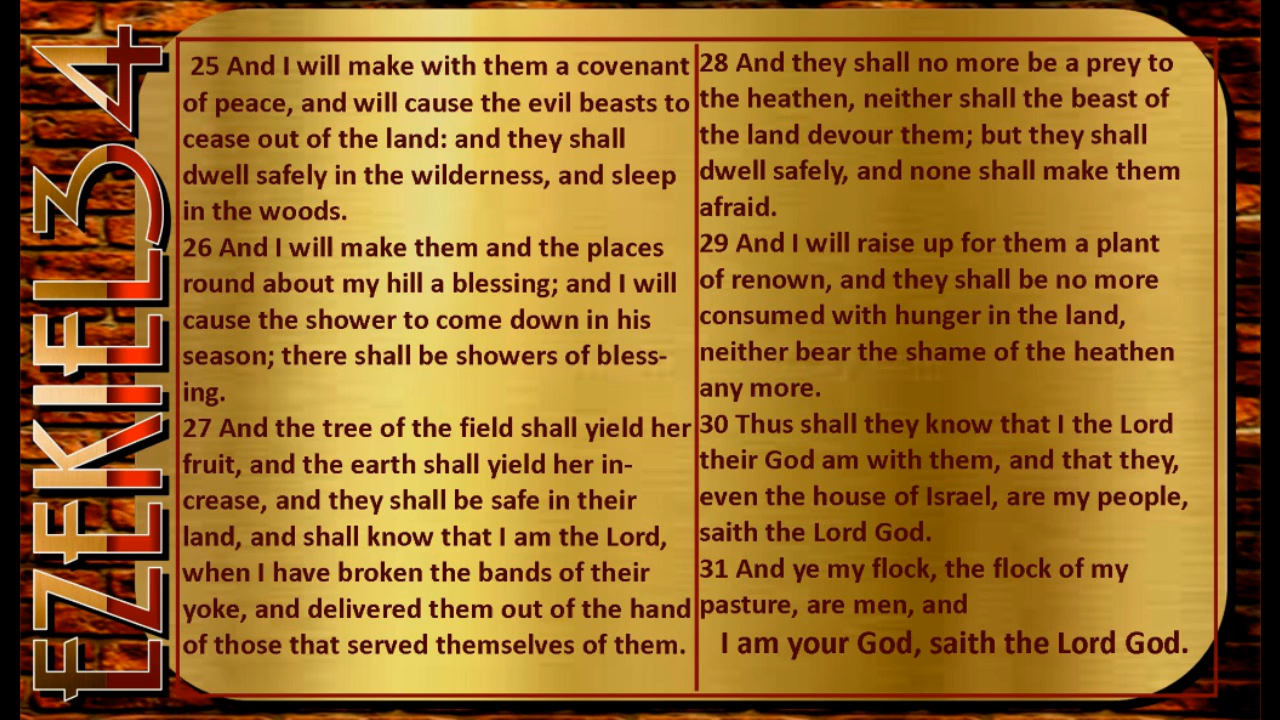 EZEKIEL 34
25 And I will make with them a covenant
of peace, and will cause the evil beasts to
cease out of the land: and they shall
dwell safely in the wilderness, and sleep
in the woods.
26 And I will make them and the places
round about my hill a blessing; and I will
cause the shower to come down in his
season; there shall be showers of bless-
ing.
27 And the tree of the field shall yield her
fruit, and the earth shall yield her in-
crease, and they shall be safe in their
land, and shall know that I am the Lord,
when I have broken the bands of their
yoke, and delivered them out of the hand
of those that served themselves of them.
28 And they shall no more be a prey to
the heathen, neither shall the beast of
the land devour them; but they shall
dwell safely, and none shall make them
afraid.
29 And I will raise up for them a plant
of renown, and they shall be no more
consumed with hunger in the land,
neither bear the shame of the heathen
any more.
30 Thus shall they know that I the Lord
their God am with them, and that they,
even the house of Israel, are my people,
saith the Lord God.
31 And ye my flock, the flock of my
pasture, are men, and
I am your God, saith the Lord God.